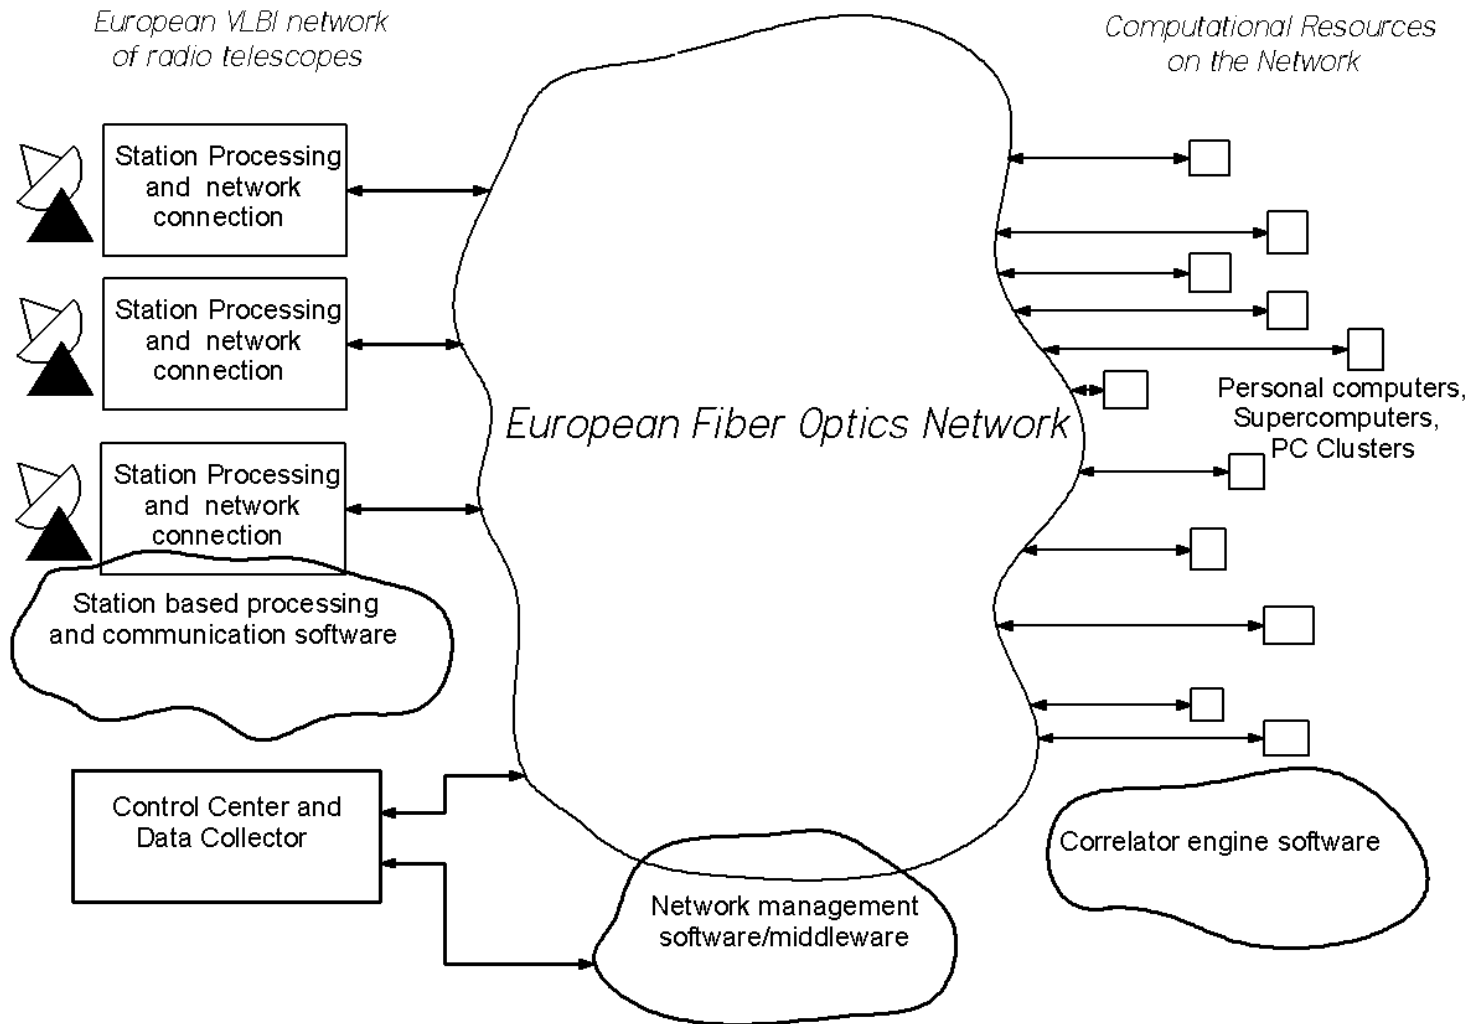 European VLBI network
of radio telescopes
Computational Resources
on the Network
Station Processing
and network
connection
Station Processing
and network
connection
European Fiber Optics Network
Personal computers,
Supercomputers,
PC Clusters
Station Processing
and network
connection
Station based processing
and communication software
Control Center and
Data Collector
Correlator engine software
Network management
software/middleware